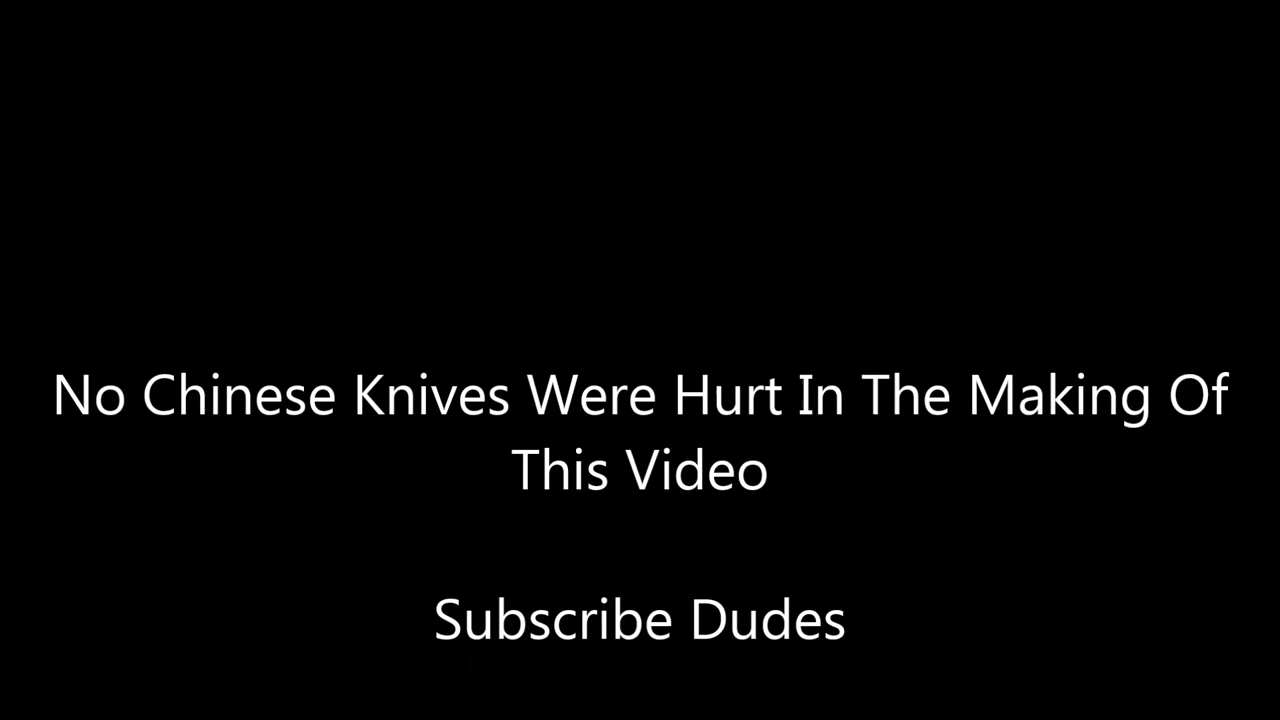 No Chinese Knives Were Hurt In The Making Of
This Video
Subscribe Dudes